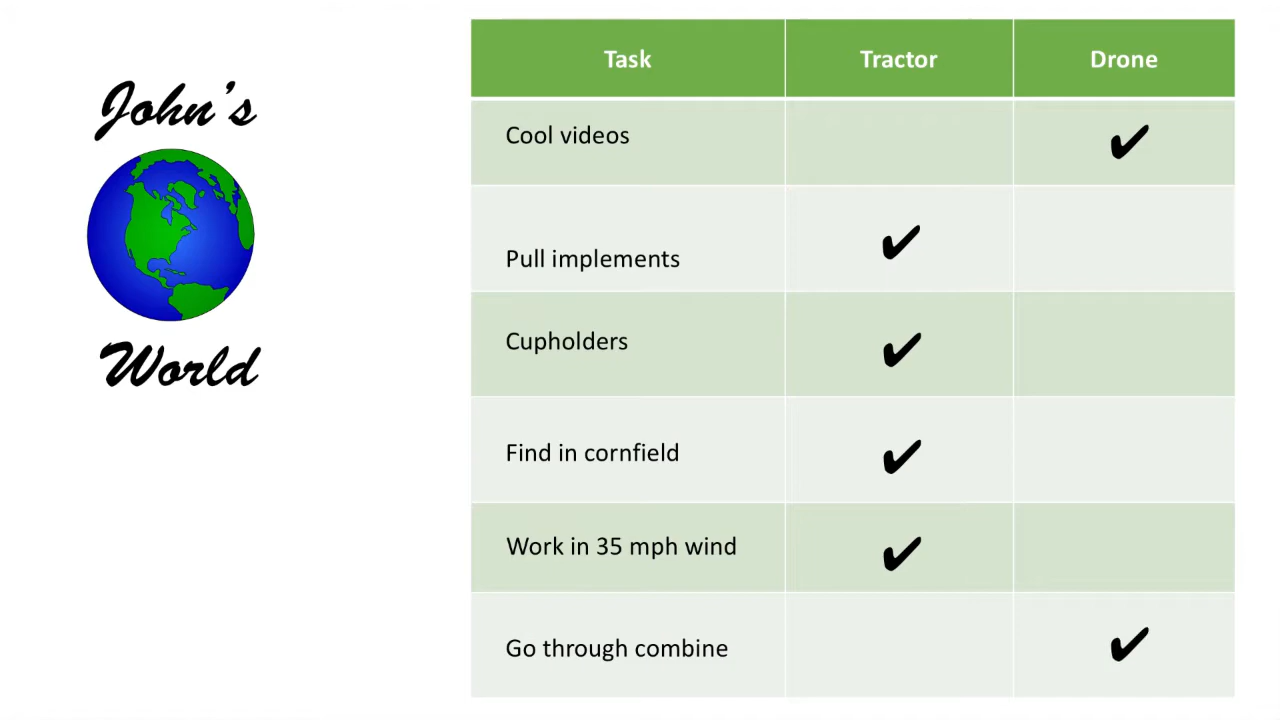 John's
World
Task Tractor Drone
Cool videos ✔
Pull implements ✔
Cupholders ✔
Find in cornfield ✔
Work in 35 mph wind ✔
Go through combine ✔